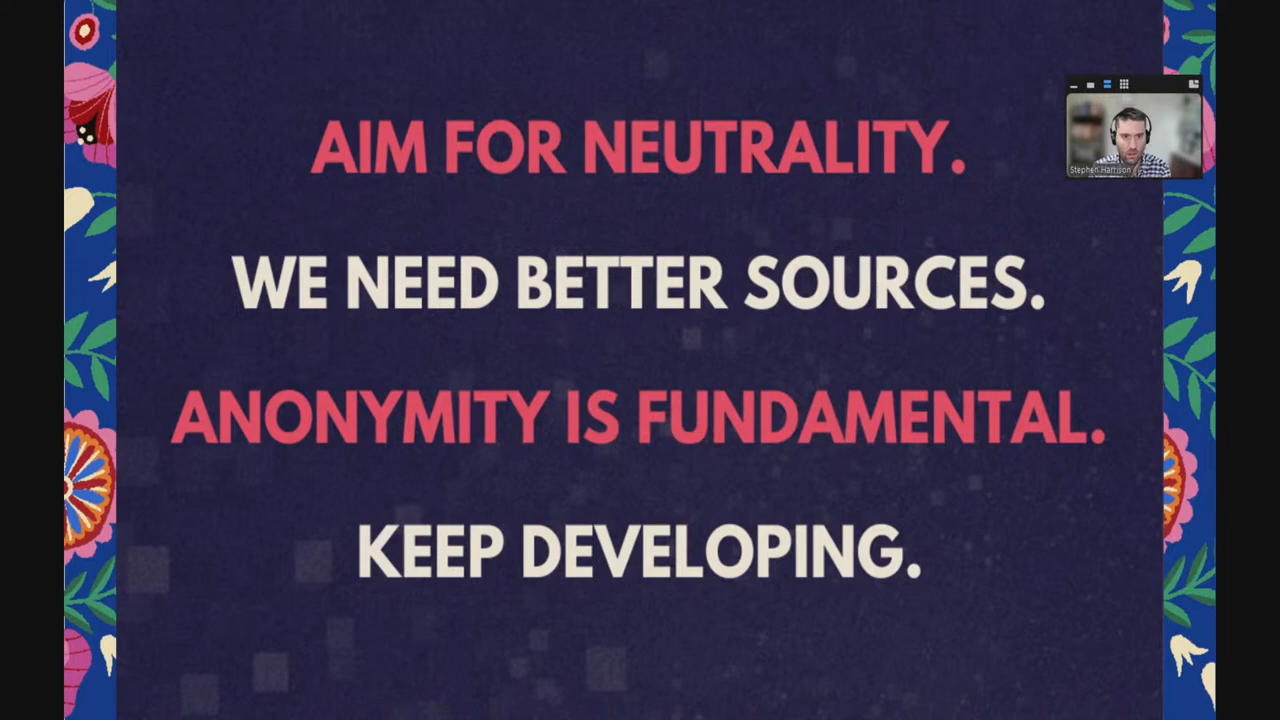 AIM FOR NEUTRALITY.
Stephen Harrison
WE NEED BETTER SOURCES.
ANONYMITY IS FUNDAMENTAL.
KEEP DEVELOPING.